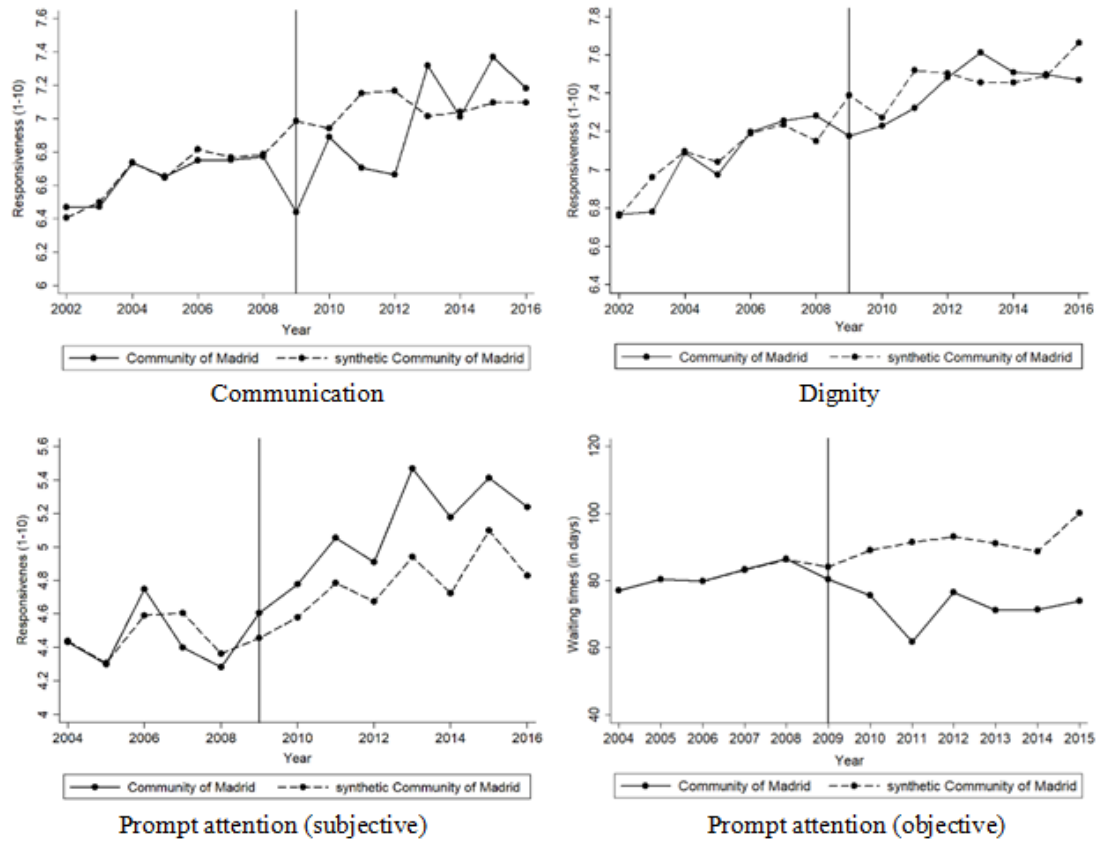 7.6
7.4
7.2
7
6.8
6.6
6.4
6.2
6
Responsiveness (1-10)
2002 2004 2006 2008 2010 2012 2014 2016
Year
Community of Madrid synthetic Community of Madrid
Communication
7.8
7.6
7.4
7.2
7
6.8
6.6
6.4
Responsiveness (1-10)
2002 2004 2006 2008 2010 2012 2014 2016
Year
Community of Madrid synthetic Community of Madrid
Dignity
5.6
5.4
5.2
5
4.8
4.6
4.4
4.2
4
Responsivenes (1-10)
2004 2006 2008 2010 2012 2014 2016
Year
Community of Madrid synthetic Community of Madrid
Prompt attention (subjective)
120
100
80
60
40
Waiting times (in days)
2004 2005 2006 2007 2008 2009 2010 2011 2012 2013 2014 2015
Year
Community of Madrid synthetic Community of Madrid
Prompt attention (objective)